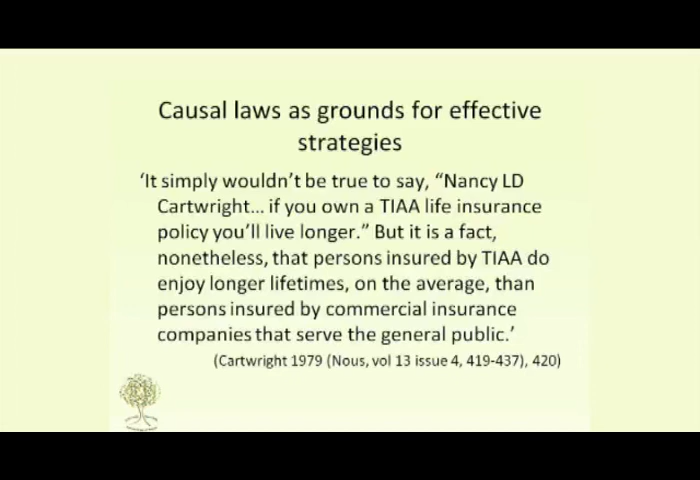 Causal laws as grounds for effective
strategies
‘It simply wouldn’t be true to say, “Nancy LD
Cartwright… if you own a TIAA life insurance
policy you’ll live longer.” But it is a fact,
nonetheless, that persons insured by TIAA do
enjoy longer lifetimes, on the average, than
persons insured by commercial insurance
companies that serve the general public.’
(Cartwright 1979 (Nous, vol 13 issue 4, 419-437), 420)